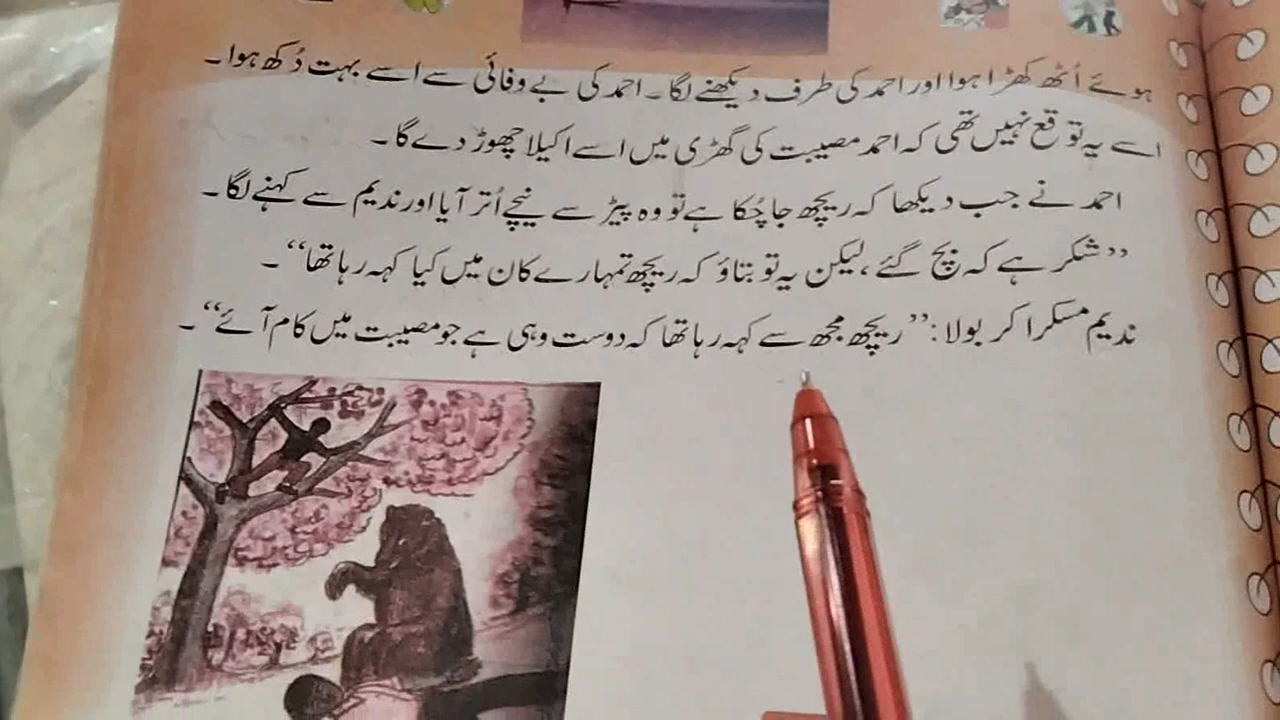 ہوئے اُٹھ کھڑا ہوا اور احمد کی طرف دیکھنے لگا۔ احمد کی بے وفائی سے اسے بہت دُکھ ہوا۔
اسے یہ توقع نہیں تھی کہ احمد مصیبت کی گھڑی میں اسے اکیلا چھوڑ دے گا۔
احمد نے جب دیکھا کہ ریچھ جا چُکا ہے تو وہ پیڑ سے نیچے اُتر آیا اور ندیم سے کہنے لگا۔
”شکر ہے کہ بچ گئے، لیکن یہ تو بتاؤ کہ ریچھ تمہارے کان میں کیا کہہ رہا تھا“۔
ندیم مسکرا کر بولا: ”ریچھ مجھ سے کہہ رہا تھا کہ دوست وہی ہے جو مصیبت میں کام آئے“۔